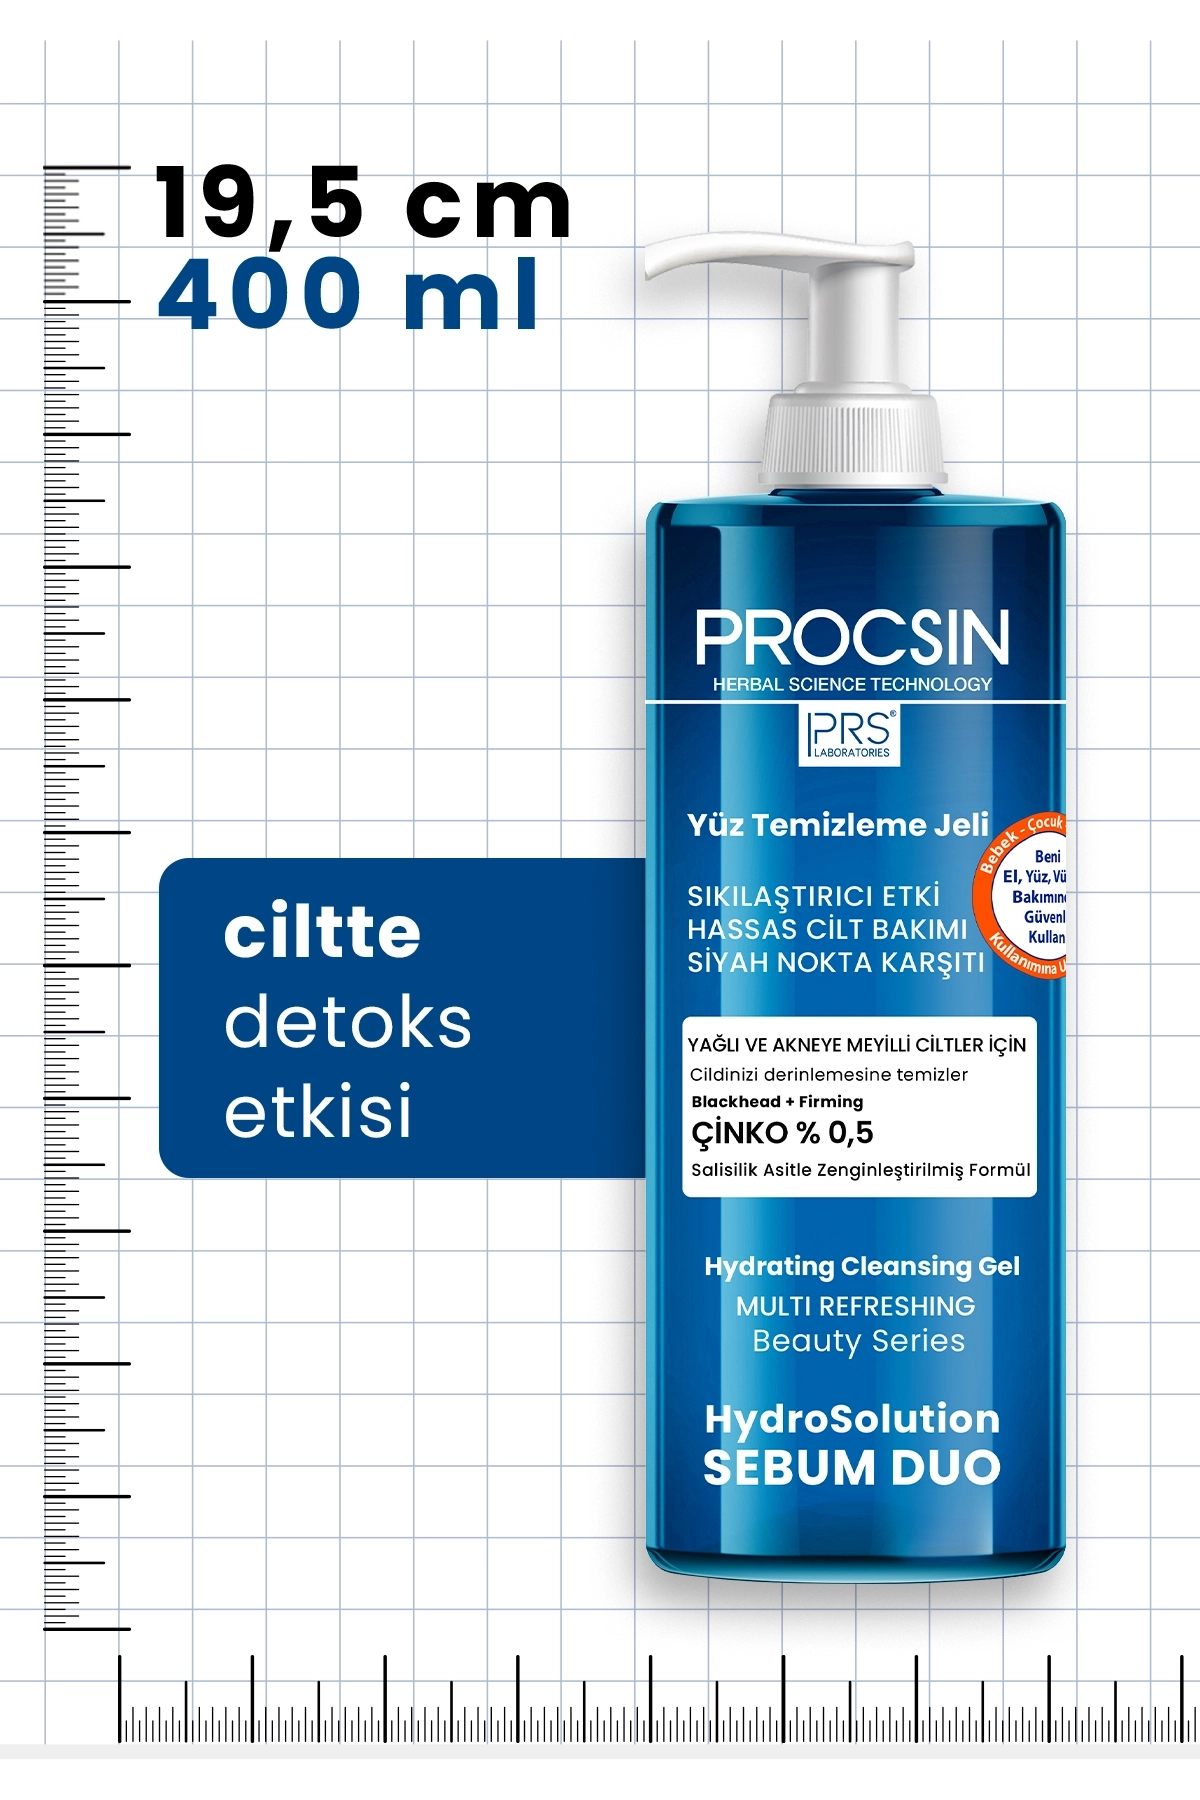 19,5 cm
400 ml
ciltte
detoks
etkisi
PROCSIN
HERBAL SCIENCE TECHNOLOGY
PRS®
LABORATORIES
Yüz Temizleme Jeli
SIKILAŞTIRICI ETKİ
HASSAS CİLT BAKIMI
SİYAH NOKTA KARŞITI
Bebek - Çocuk
Beni
El, Yüz,
Kullanımına
YAĞLI VE AKNEYE MEYİLLİ CİLTLER İÇİN
Cildinizi derinlemesine temizler
Blackhead + Firming
ÇİNKO % 0,5
Salisilik Asitle Zenginleştirilmiş Formül
Hydrating Cleansing Gel
MULTI REFRESHING
Beauty Series
HydroSolution
SEBUM DUO